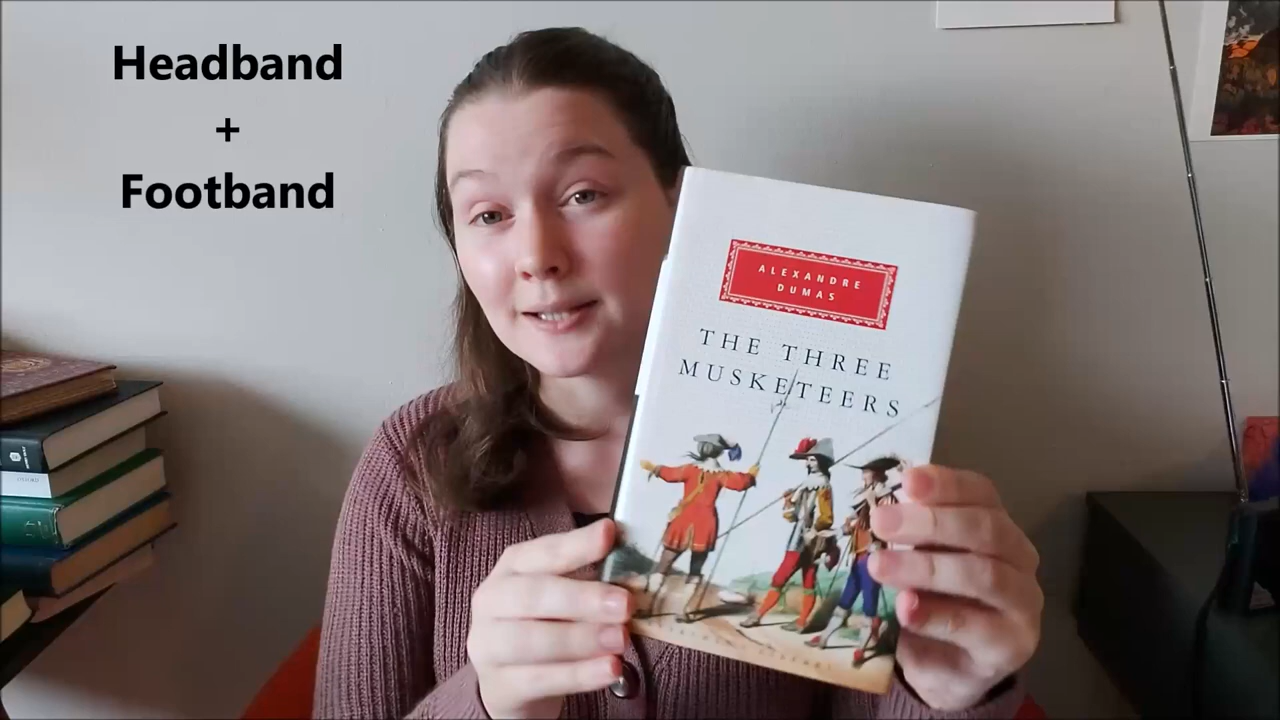 Headband
+
Footband
ALEXANDRE
DUMAS
THE THREE
MUSKETEERS